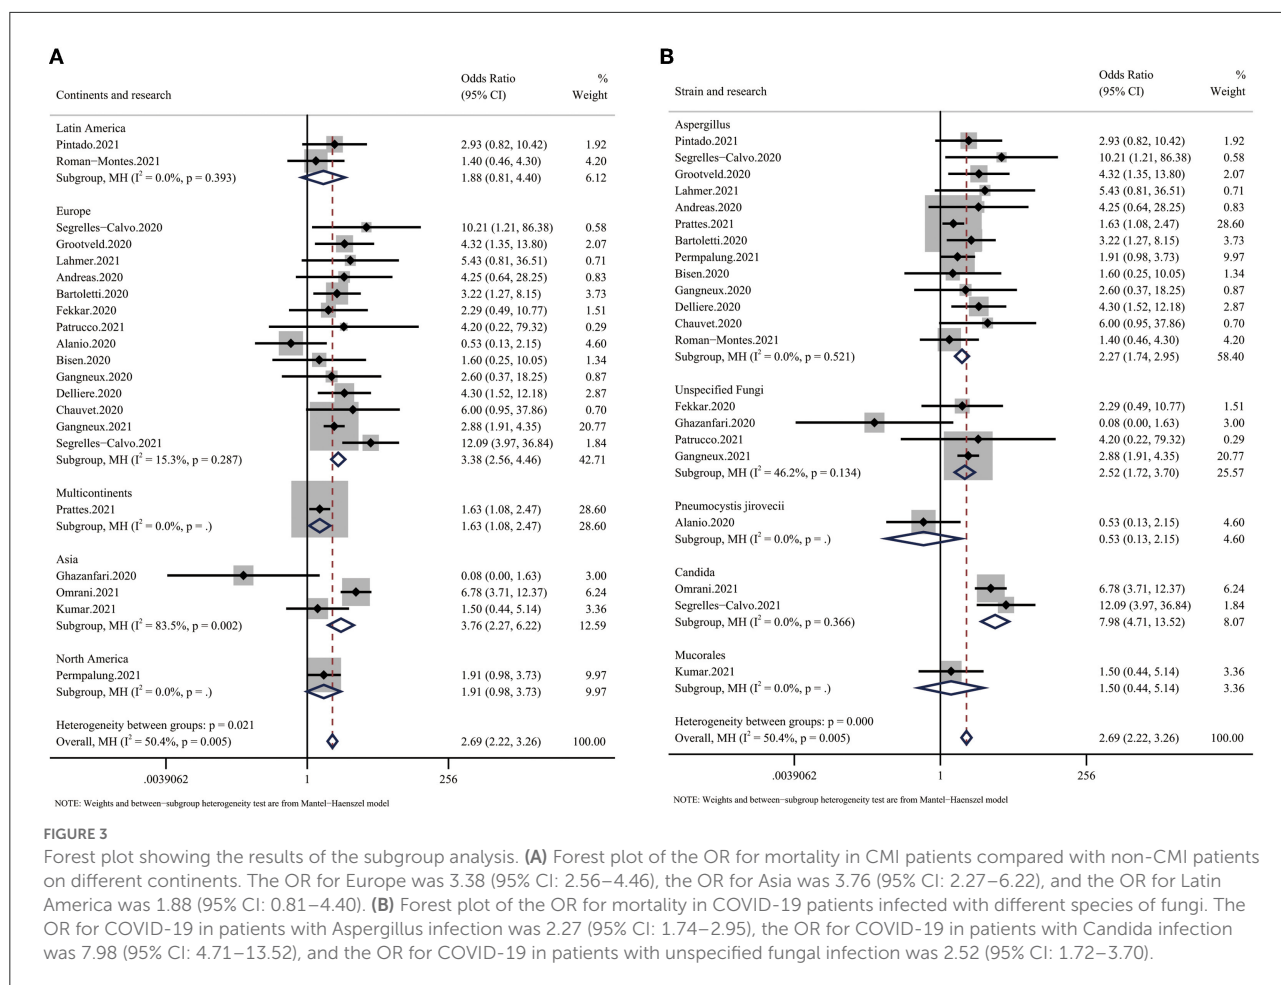 A
Odds Ratio %
Continents and research (95% CI) Weight
Latin America
Pintado.2021 2.93 (0.82, 10.42) 1.92
Roman−Montes.2021 1.40 (0.46, 4.30) 4.20
Subgroup, MH (I² = 0.0%, p = 0.393) 1.88 (0.81, 4.40) 6.12
Europe
Segrelles−Calvo.2020 10.21 (1.21, 86.38) 0.58
Grootveld.2020 4.32 (1.35, 13.80) 2.07
Lahmer.2021 5.43 (0.81, 36.51) 0.71
Andreas.2020 4.25 (0.64, 28.25) 0.83
Bartoletti.2020 3.22 (1.27, 8.15) 3.73
Fekkar.2020 2.29 (0.49, 10.77) 1.51
Patrucco.2021 4.20 (0.22, 79.32) 0.29
Alanio.2020 0.53 (0.13, 2.15) 4.60
Bisen.2020 1.60 (0.25, 10.05) 1.34
Gangneux.2020 2.60 (0.37, 18.25) 0.87
Delliere.2020 4.30 (1.52, 12.18) 2.87
Chauvet.2020 6.00 (0.95, 37.86) 0.70
Gangneux.2021 2.88 (1.91, 4.35) 20.77
Segrelles−Calvo.2021 12.09 (3.97, 36.84) 1.84
Subgroup, MH (I² = 15.3%, p = 0.287) 3.38 (2.56, 4.46) 42.71
Multicontinents
Prattes.2021 1.63 (1.08, 2.47) 28.60
Subgroup, MH (I² = 0.0%, p = .) 1.63 (1.08, 2.47) 28.60
Asia
Ghazanfari.2020 0.08 (0.00, 1.63) 3.00
Omrani.2021 6.78 (3.71, 12.37) 6.24
Kumar.2021 1.50 (0.44, 5.14) 3.36
Subgroup, MH (I² = 83.5%, p = 0.002) 3.76 (2.27, 6.22) 12.59
North America
Permpalung.2021 1.91 (0.98, 3.73) 9.97
Subgroup, MH (I² = 0.0%, p = .) 1.91 (0.98, 3.73) 9.97
Heterogeneity between groups: p = 0.021
Overall, MH (I² = 50.4%, p = 0.005) 2.69 (2.22, 3.26) 100.00
.0039062 1 256
NOTE: Weights and between−subgroup heterogeneity test are from Mantel−Haenszel model
B
Odds Ratio %
Strain and research (95% CI) Weight
Aspergillus
Pintado.2021 2.93 (0.82, 10.42) 1.92
Segrelles−Calvo.2020 10.21 (1.21, 86.38) 0.58
Grootveld.2020 4.32 (1.35, 13.80) 2.07
Lahmer.2021 5.43 (0.81, 36.51) 0.71
Andreas.2020 4.25 (0.64, 28.25) 0.83
Prattes.2021 1.63 (1.08, 2.47) 28.60
Bartoletti.2020 3.22 (1.27, 8.15) 3.73
Permpalung.2021 1.91 (0.98, 3.73) 9.97
Bisen.2020 1.60 (0.25, 10.05) 1.34
Gangneux.2020 2.60 (0.37, 18.25) 0.87
Delliere.2020 4.30 (1.52, 12.18) 2.87
Chauvet.2020 6.00 (0.95, 37.86) 0.70
Roman−Montes.2021 1.40 (0.46, 4.30) 4.20
Subgroup, MH (I² = 0.0%, p = 0.521) 2.27 (1.74, 2.95) 58.40
Unspecified Fungi
Fekkar.2020 2.29 (0.49, 10.77) 1.51
Ghazanfari.2020 0.08 (0.00, 1.63) 3.00
Patrucco.2021 4.20 (0.22, 79.32) 0.29
Gangneux.2021 2.88 (1.91, 4.35) 20.77
Subgroup, MH (I² = 46.2%, p = 0.134) 2.52 (1.72, 3.70) 25.57
Pneumocystis jirovecii
Alanio.2020 0.53 (0.13, 2.15) 4.60
Subgroup, MH (I² = 0.0%, p = .) 0.53 (0.13, 2.15) 4.60
Candida
Omrani.2021 6.78 (3.71, 12.37) 6.24
Segrelles−Calvo.2021 12.09 (3.97, 36.84) 1.84
Subgroup, MH (I² = 0.0%, p = 0.366) 7.98 (4.71, 13.52) 8.07
Mucorales
Kumar.2021 1.50 (0.44, 5.14) 3.36
Subgroup, MH (I² = 0.0%, p = .) 1.50 (0.44, 5.14) 3.36
Heterogeneity between groups: p = 0.000
Overall, MH (I² = 50.4%, p = 0.005) 2.69 (2.22, 3.26) 100.00
.0039062 1 256
NOTE: Weights and between−subgroup heterogeneity test are from Mantel−Haenszel model
FIGURE 3
Forest plot showing the results of the subgroup analysis. (A) Forest plot of the OR for mortality in CMI patients compared with non-CMI patients
on different continents. The OR for Europe was 3.38 (95% CI: 2.56–4.46), the OR for Asia was 3.76 (95% CI: 2.27–6.22), and the OR for Latin
America was 1.88 (95% CI: 0.81–4.40). (B) Forest plot of the OR for mortality in COVID-19 patients infected with different species of fungi. The
OR for COVID-19 in patients with Aspergillus infection was 2.27 (95% CI: 1.74–2.95), the OR for COVID-19 in patients with Candida infection
was 7.98 (95% CI: 4.71–13.52), and the OR for COVID-19 in patients with unspecified fungal infection was 2.52 (95% CI: 1.72–3.70).